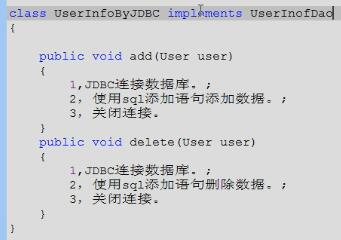 class UserInfoByJDBC implements UserInofDao
{
public void add(User user)
{
1,JDBC连接数据库。;
2，使用sql添加语句添加数据。;
3，关闭连接。
}
public void delete(User user)
{
1,JDBC连接数据库。;
2，使用sql添加语句删除数据。;
3，关闭连接。
}
}